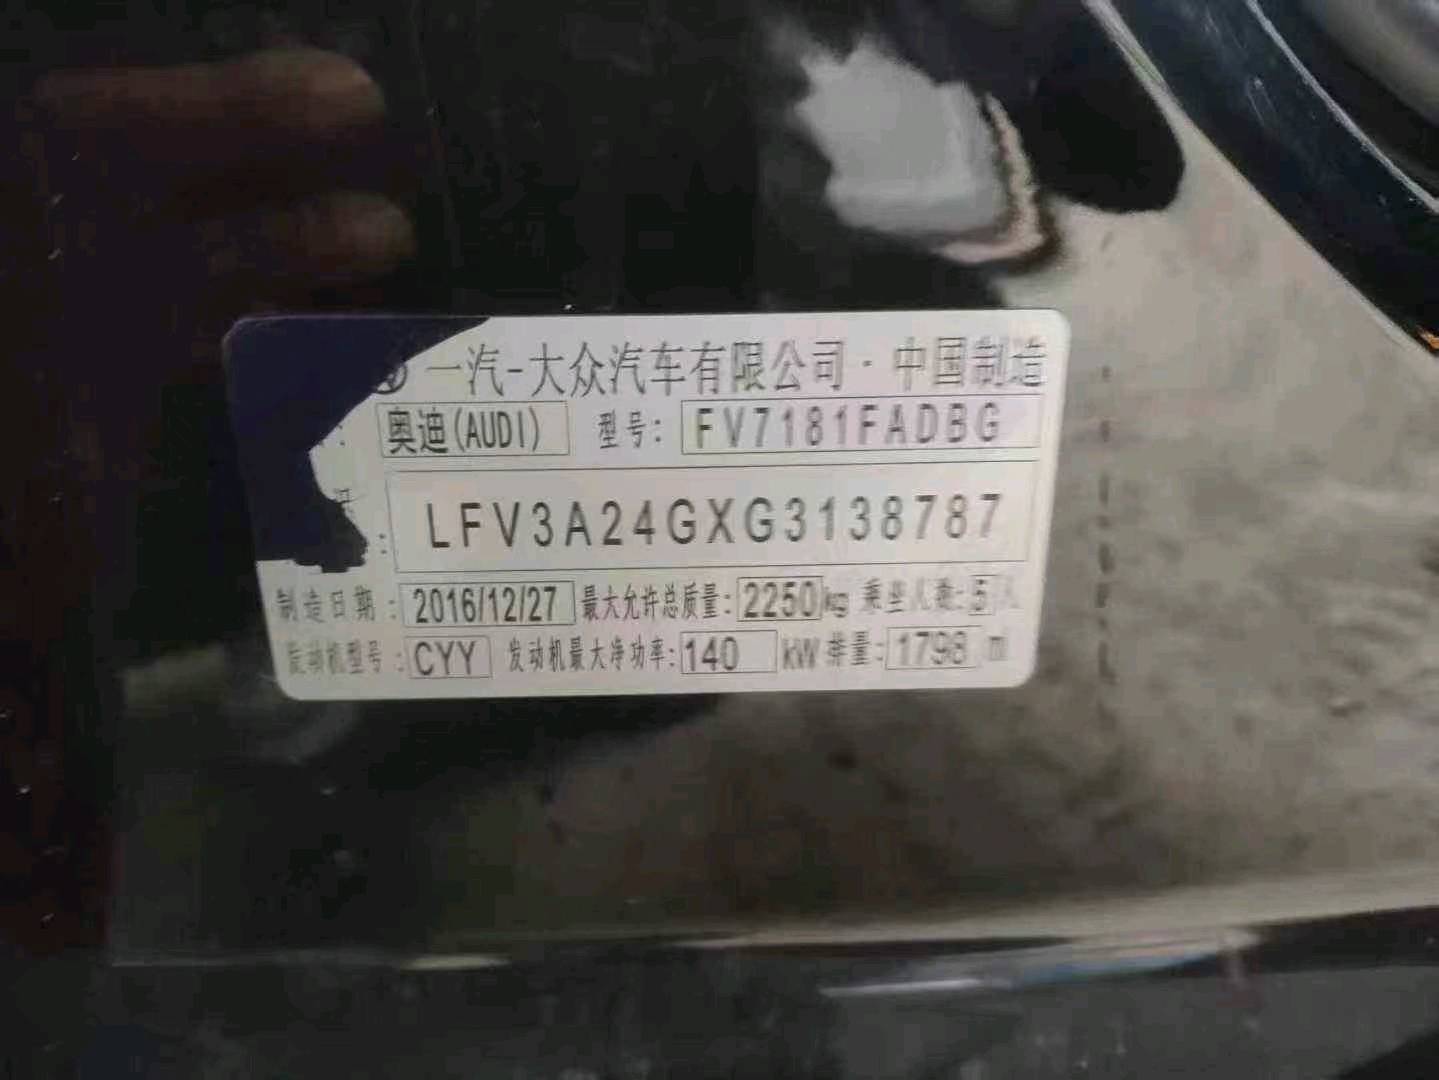 一汽-大众汽车有限公司·中国制造
: 奥迪(AUDI) 型号: FV7181FADBG
: LFV3A24GXG3138787
制造日期: 2016/12/27 最大允许总质量: 2250kg 乘坐人数: 5人
发动机型号: CYY 发动机最大净功率: 140 kW 排量: 1798 ml